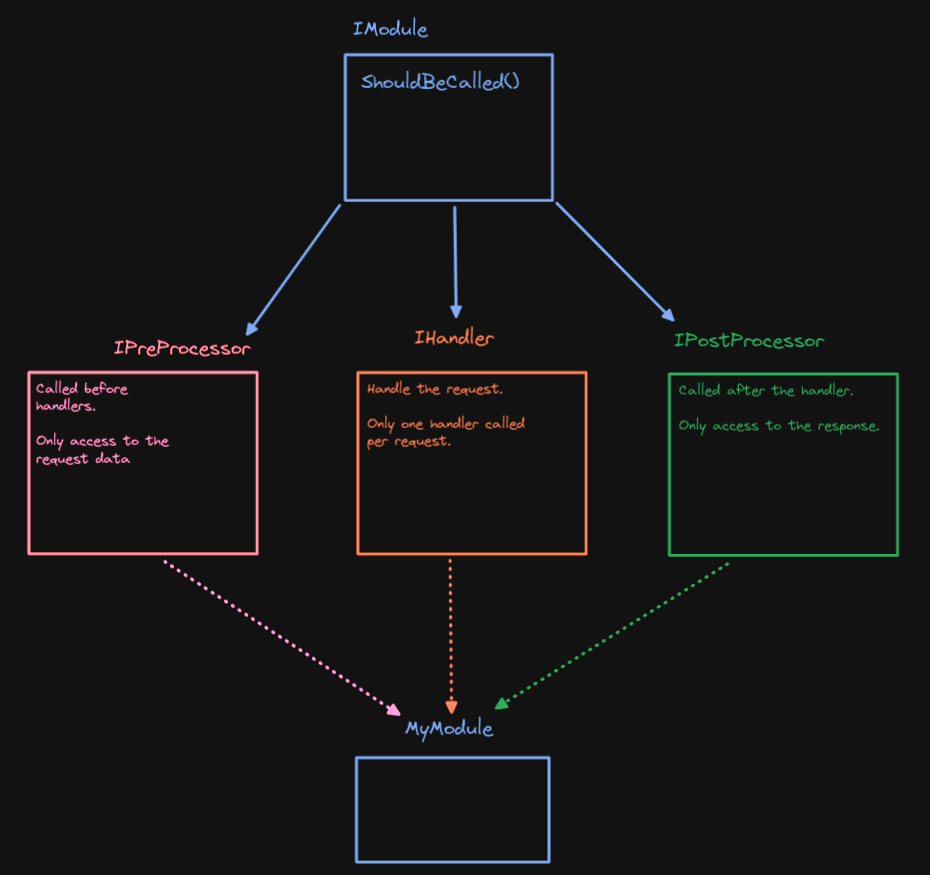 IModule
ShouldBeCalled()
IPreProcessor
Called before
handlers.
Only access to the
request data
IHandler
Handle the request.
Only one handler called
per request.
IPostProcessor
Called after the handler.
Only access to the response.
MyModule